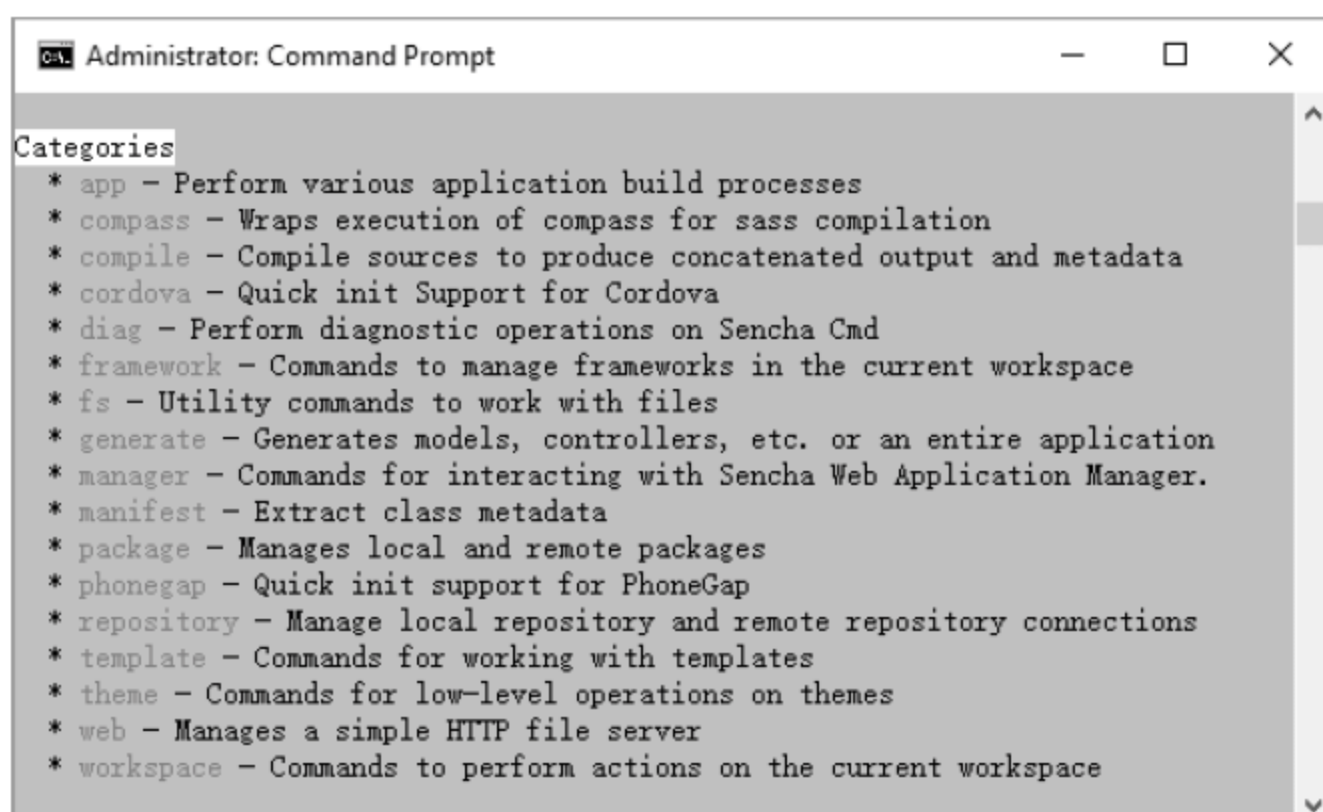 Administrator: Command Prompt
Categories
* app - Perform various application build processes
* compass - Wraps execution of compass for sass compilation
* compile - Compile sources to produce concatenated output and metadata
* cordova - Quick init Support for Cordova
* diag - Perform diagnostic operations on Sencha Cmd
* framework - Commands to manage frameworks in the current workspace
* fs - Utility commands to work with files
* generate - Generates models, controllers, etc. or an entire application
* manager - Commands for interacting with Sencha Web Application Manager.
* manifest - Extract class metadata
* package - Manages local and remote packages
* phonegap - Quick init support for PhoneGap
* repository - Manage local repository and remote repository connections
* template - Commands for working with templates
* theme - Commands for low-level operations on themes
* web - Manages a simple HTTP file server
* workspace - Commands to perform actions on the current workspace